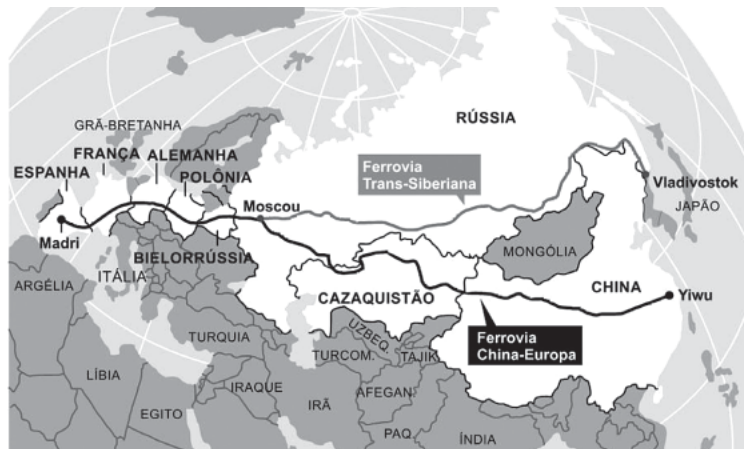 RÚSSIA
GRÃ-BRETANHA
FRANÇA
ALEMANHA
ESPANHA
POLÔNIA
Ferrovia
Trans-Siberiana
Moscou
Vladivostok
JAPÃO
Madri
BIELORRÚSSIA
MONGÓLIA
ITÁLIA
ARGÉLIA
CAZAQUISTÃO
CHINA
Yiwu
TURQUIA
UZBEQ.
Ferrovia
China-Europa
TURCOM.
TAJIK
LÍBIA
IRAQUE
IRÃ
AFEGAN.
EGITO
PAQ.
ÍNDIA